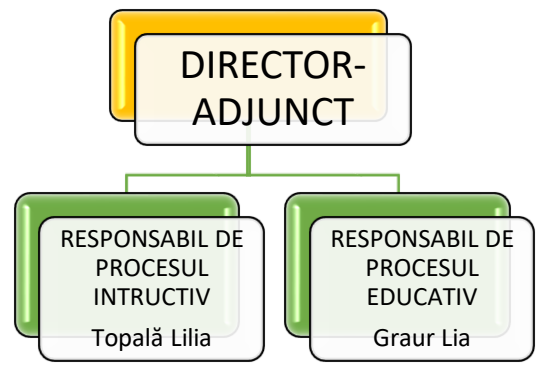 DIRECTOR-
ADJUNCT
RESPONSABIL DE
PROCESUL
INTRUCTIV
Topală Lilia
RESPONSABIL DE
PROCESUL
EDUCATIV
Graur Lia